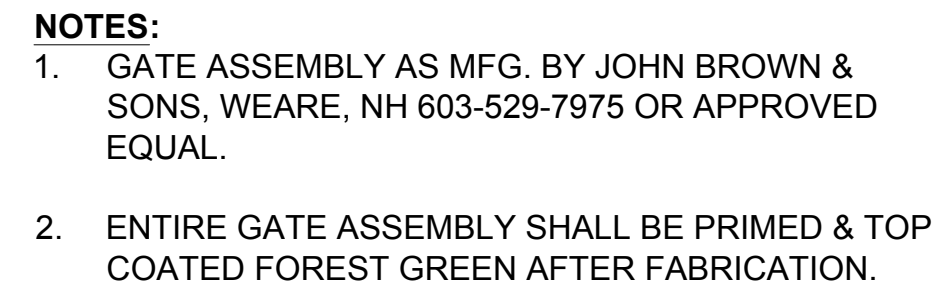 NOTES:
1. GATE ASSEMBLY AS MFG. BY JOHN BROWN &
SONS, WEARE, NH 603-529-7975 OR APPROVED
EQUAL.
2. ENTIRE GATE ASSEMBLY SHALL BE PRIMED & TOP
COATED FOREST GREEN AFTER FABRICATION.